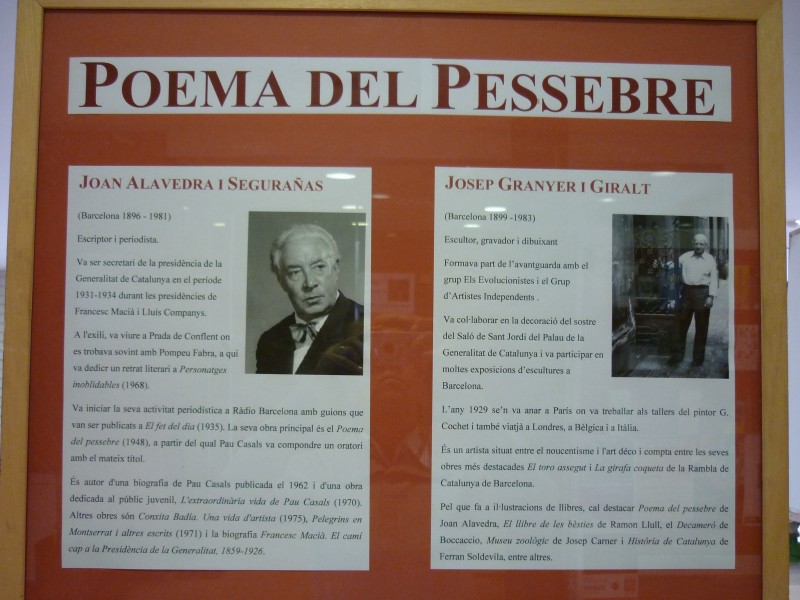 POEMA DEL PESSEBRE
JOAN ALAVEDRA I SEGURAÑAS
(Barcelona 1896 - 1981)
Escriptor i periodista.
Va ser secretari de la presidència de la
Generalitat de Catalunya en el període
1931-1934 durant les presidències de
Francesc Macià i Lluís Companys.
A l'exili, va viure a Prada de Conflent on
es trobava sovint amb Pompeu Fabra, a qui
va dedicar un retrat literari a Personatges
inoblidables (1968).
Va iniciar la seva activitat periodística a Ràdio Barcelona amb guions que
van ser publicats a El fet del dia (1935). La seva obra principal és el Poema
del pessebre (1948), a partir del qual Pau Casals va compondre un oratori
amb el mateix títol.
És autor d'una biografia de Pau Casals publicada el 1962 i d'una obra
dedicada al públic juvenil, L'extraordinària vida de Pau Casals (1970).
Altres obres són Conxita Badia. Una vida d'artista (1975), Pelegrins en
Montserrat i altres escrits (1971) i la biografia Francesc Macià. El camí
cap a la Presidència de la Generalitat, 1859-1926.
JOSEP GRANYER I GIRALT
(Barcelona 1899 -1983)
Escultor, gravador i dibuixant
Formava part de l’avantguarda amb el
grup Els Evolucionistes i el Grup
d’Artistes Independents .
Va col·laborar en la decoració del sostre
del Saló de Sant Jordi del Palau de la
Generalitat de Catalunya i va participar en
moltes exposicions d’escultures a
Barcelona.
L’any 1929 se’n va anar a París on va treballar als tallers del pintor G.
Cochet i també viatjà a Londres, a Bèlgica i a Itàlia.
És un artista situat entre el noucentisme i l'art déco i compta entre les seves
obres més destacades El toro assegut i La girafa coqueta de la Rambla de
Catalunya de Barcelona.
Pel que fa a il·lustracions de llibres, cal destacar Poema del pessebre de
Joan Alavedra, El llibre de les bèsties de Ramon Llull, el Decameró de
Boccaccio, Museu zoològic de Josep Carner i Història de Catalunya de
Ferran Soldevila, entre altres.